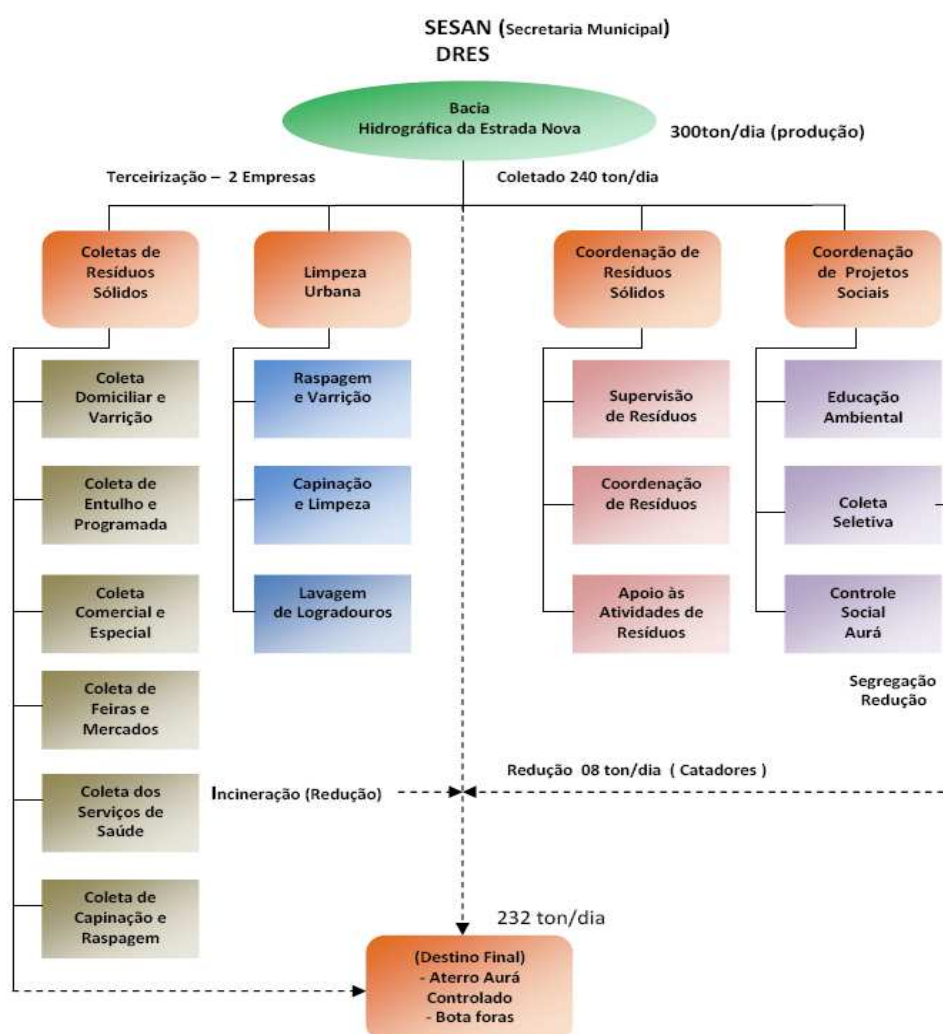 SESAN (Secretaria Municipal)
DRES
Bacia
Hidrográfica da Estrada Nova
300ton/dia (produção)
Terceirização – 2 Empresas
Coletado 240 ton/dia
Coletas de
Resíduos
Sólidos
Limpeza
Urbana
Coordenação de
Resíduos
Sólidos
Coordenação
de Projetos
Sociais
Coleta
Domiciliar e
Varrição
Raspagem
e Varrição
Supervisão
de Resíduos
Educação
Ambiental
Coleta de
Entulho e
Programada
Capinação
e Limpeza
Coordenação
de Resíduos
Coleta
Seletiva
Coleta
Comercial e
Especial
Lavagem
de Logradouros
Apoio às
Atividades de
Resíduos
Controle
Social
Aurá
Coleta de
Feiras e
Mercados
Segregação
Redução
Coleta dos
Serviços de
Saúde
Incineração (Redução)
Redução 08 ton/dia ( Catadores )
Coleta de
Capinação e
Raspagem
232 ton/dia
(Destino Final)
- Aterro Aurá
Controlado
- Bota foras